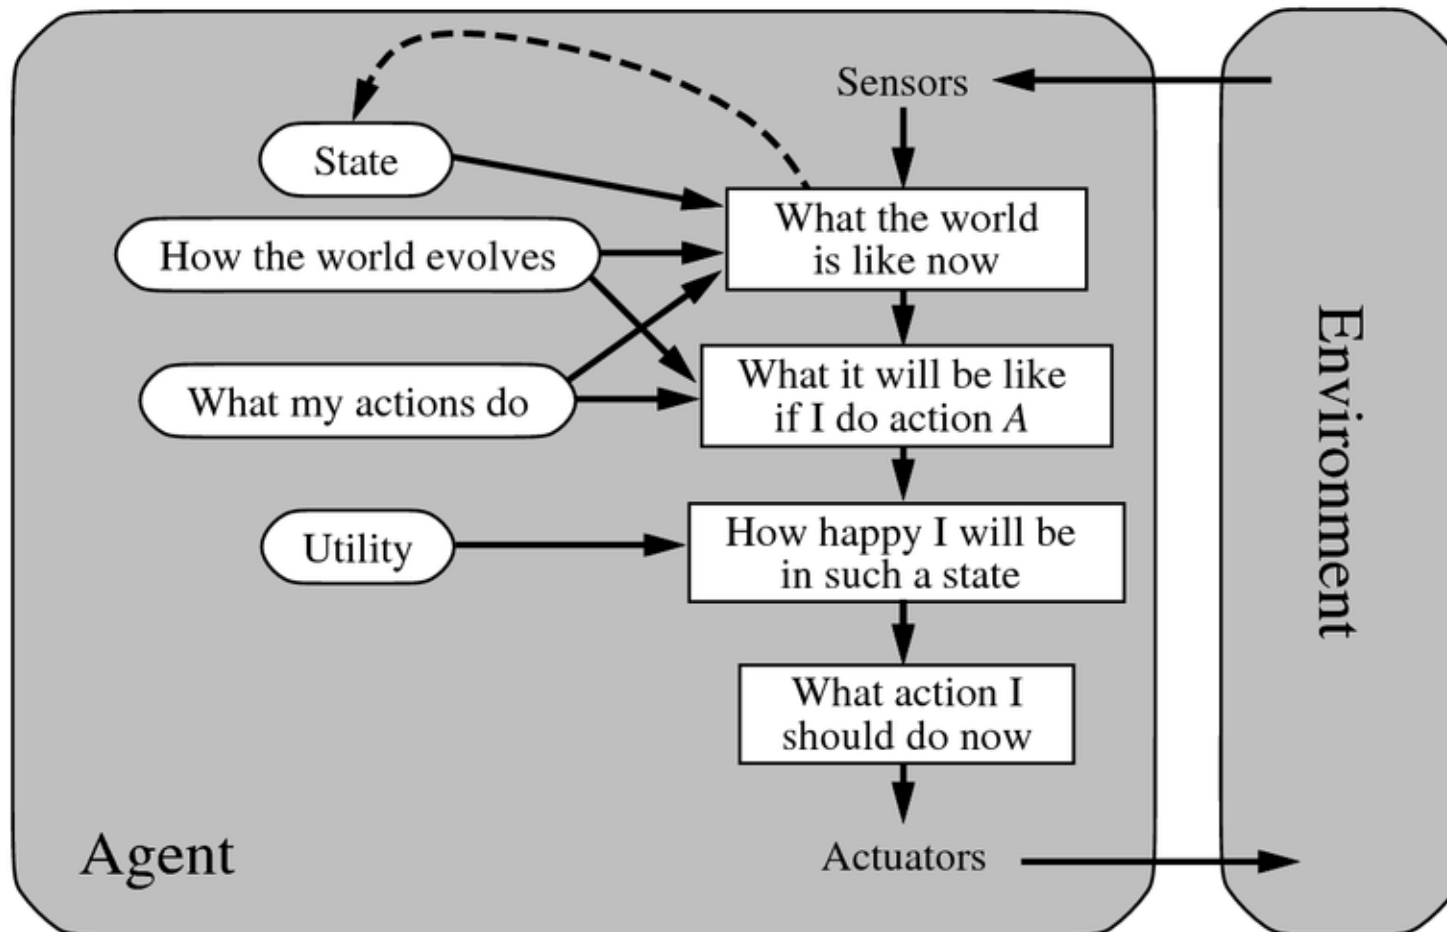 Sensors
State
What the world
is like now
How the world evolves
What it will be like
if I do action A
What my actions do
How happy I will be
in such a state
Utility
What action I
should do now
Agent
Actuators
Environment